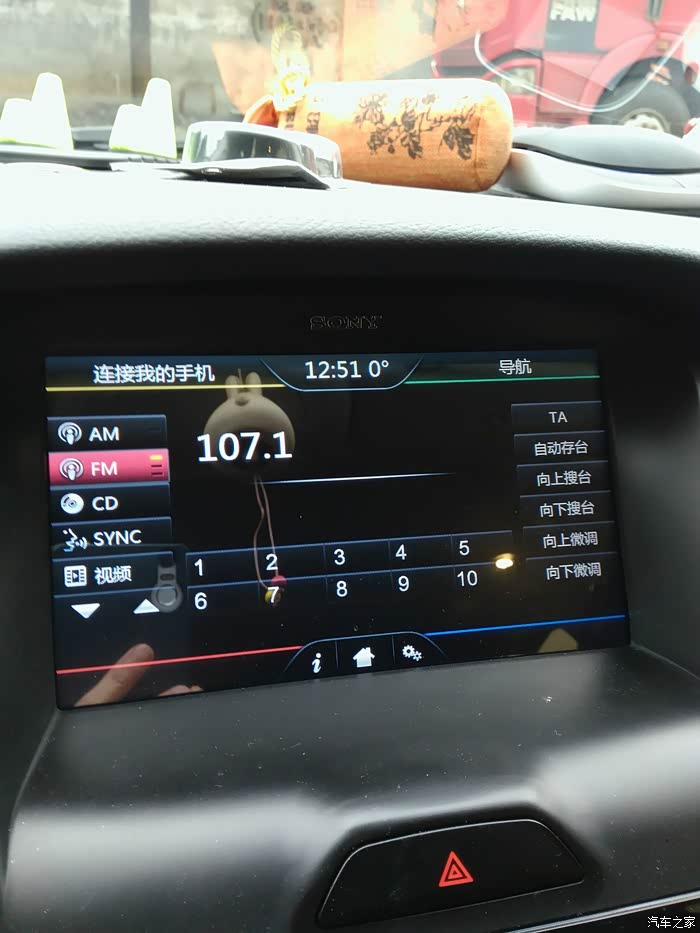 FAW
SONY
连接我的手机
12:51 0°
导航
AM
107.1
TA
FM
自动存台
CD
向上搜台
SYNC
向下搜台
视频
向上微调
向下微调
1 2 3 4 5
6 7 8 9 10
i
汽车之家